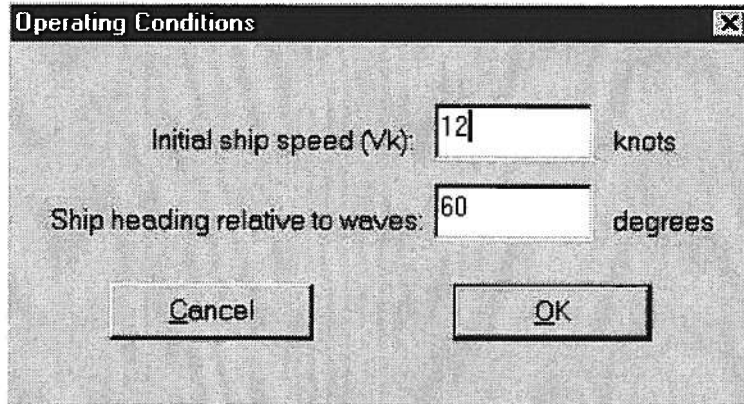 Operating Conditions
Initial ship speed (Vk): 12 knots
Ship heading relative to waves: 60 degrees
Cancel OK